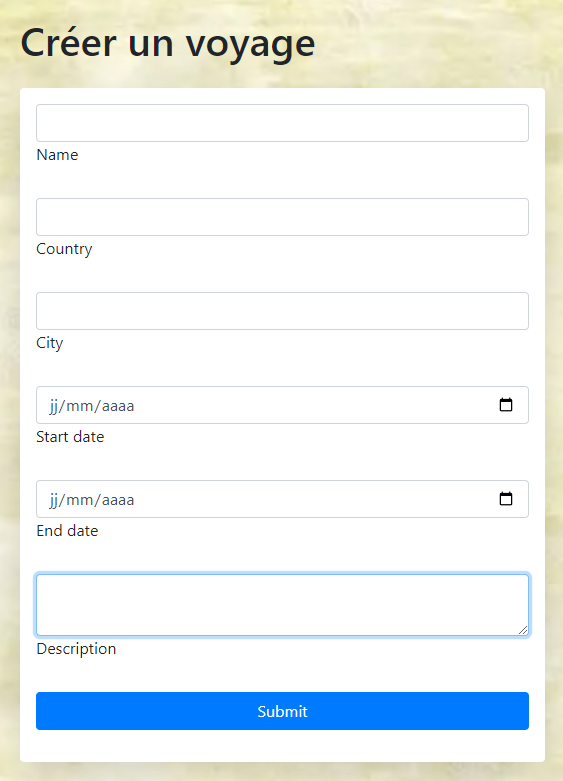 Créer un voyage
Name
Country
City
jj/mm/aaaa
Start date
jj/mm/aaaa
End date
Description
Submit